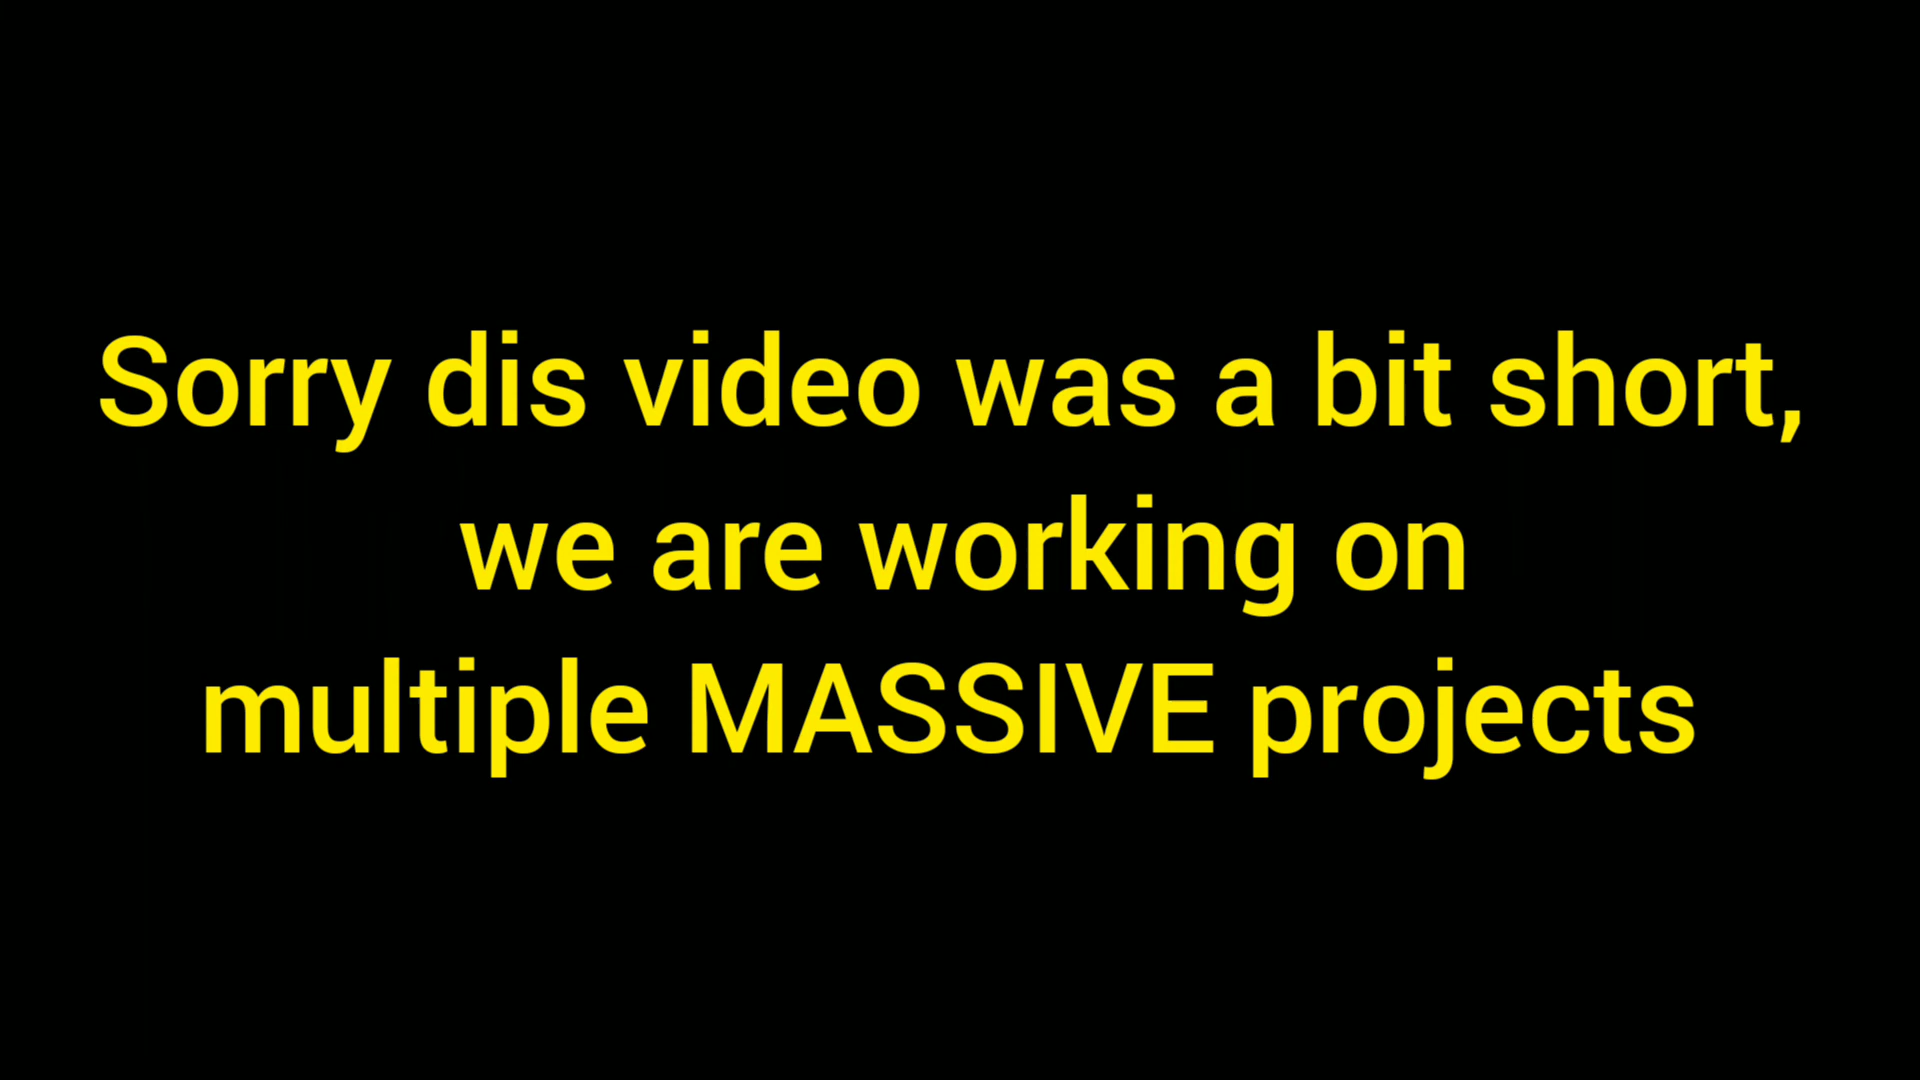 Sorry dis video was a bit short,
we are working on
multiple MASSIVE projects